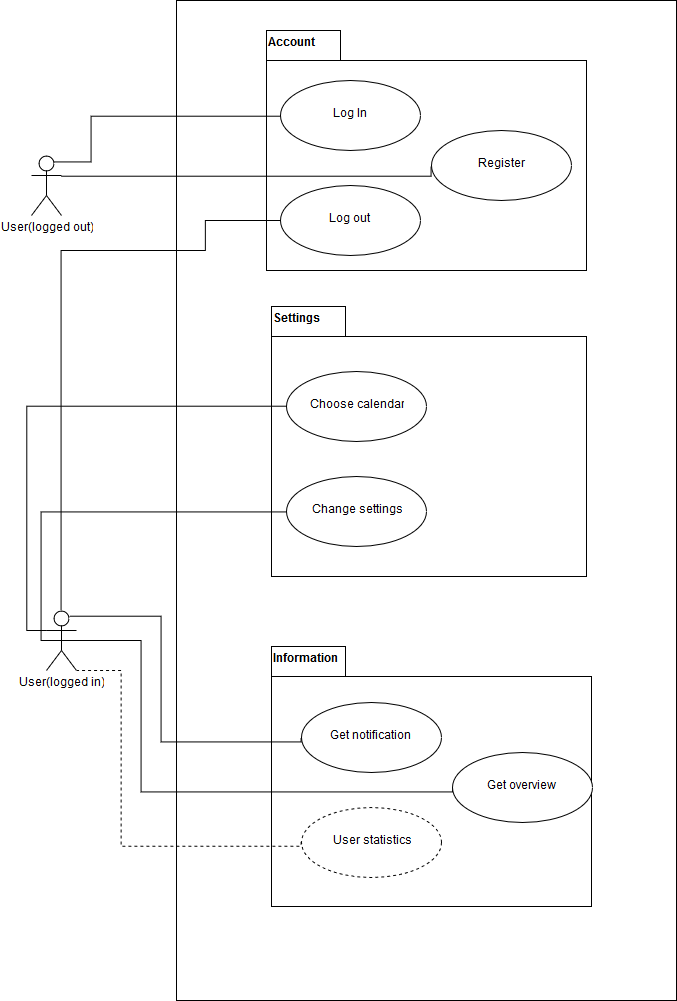 Account
Log In
Register
Log out
User(logged out)
Settings
Choose calendar
Change settings
User(logged in)
Information
Get notification
Get overview
User statistics